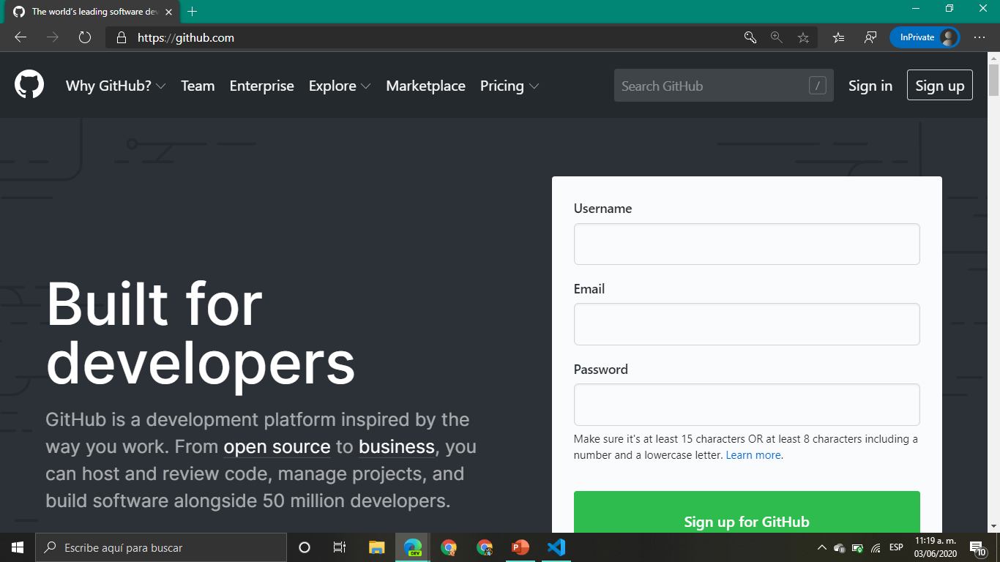 The world's leading software dev
https://github.com
InPrivate
Why GitHub? Team Enterprise Explore Marketplace Pricing
Search GitHub /
Sign in
Sign up
Built for
developers
GitHub is a development platform inspired by the
way you work. From open source to business, you
can host and review code, manage projects, and
build software alongside 50 million developers.
Username
Email
Password
Make sure it's at least 15 characters OR at least 8 characters including a
number and a lowercase letter. Learn more.
Sign up for GitHub
Escribe aquí para buscar
DEV
ESP
11:19 a. m.
03/06/2020
10